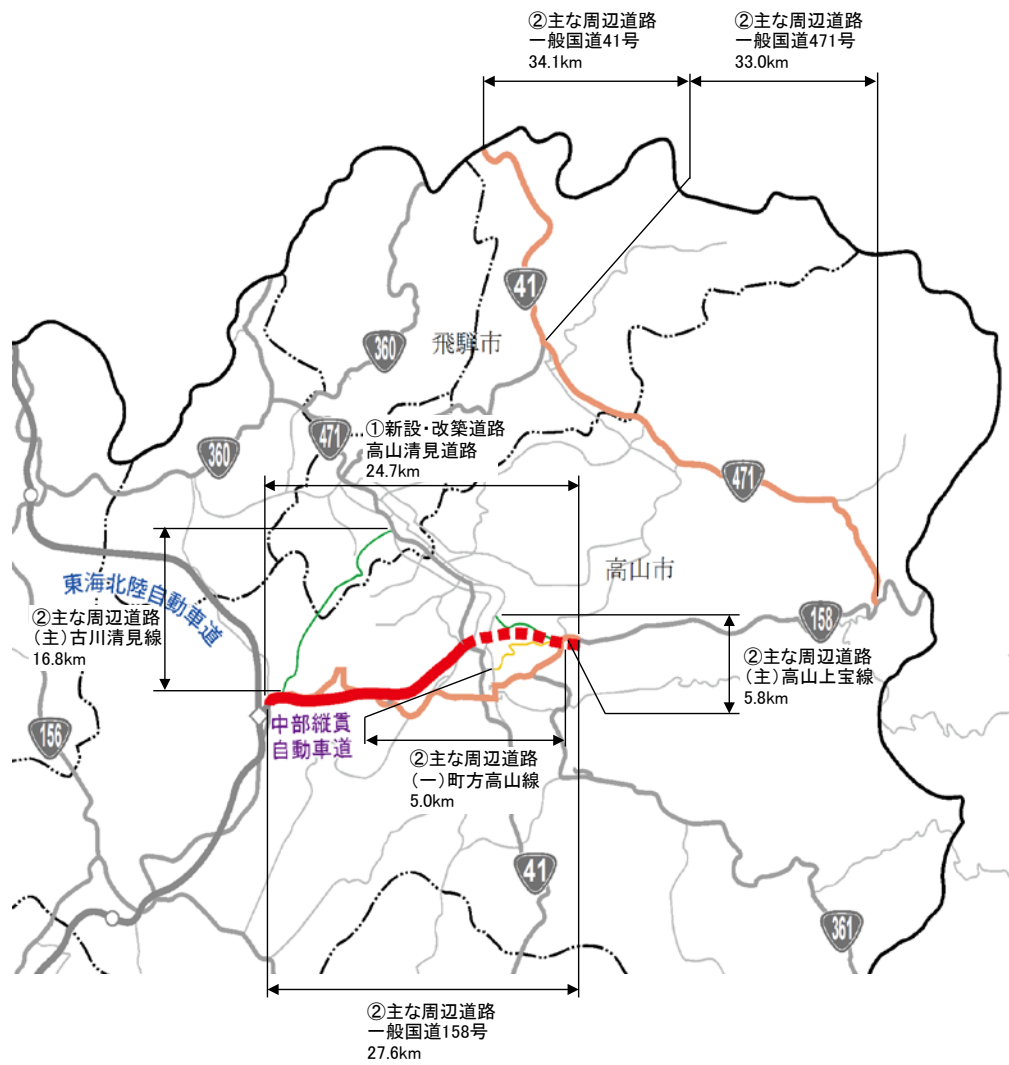 ②主な周辺道路
一般国道41号
34.1km
②主な周辺道路
一般国道471号
33.0km
41
360
飛騨市
①新設・改築道路
高山清見道路
24.7km
471
360
471
高山市
東海北陸自動車道
②主な周辺道路
(主)古川清見線
16.8km
158
②主な周辺道路
(主)高山上宝線
5.8km
中部縦貫
自動車道
156
②主な周辺道路
(一)町方高山線
5.0km
41
361
②主な周辺道路
一般国道158号
27.6km